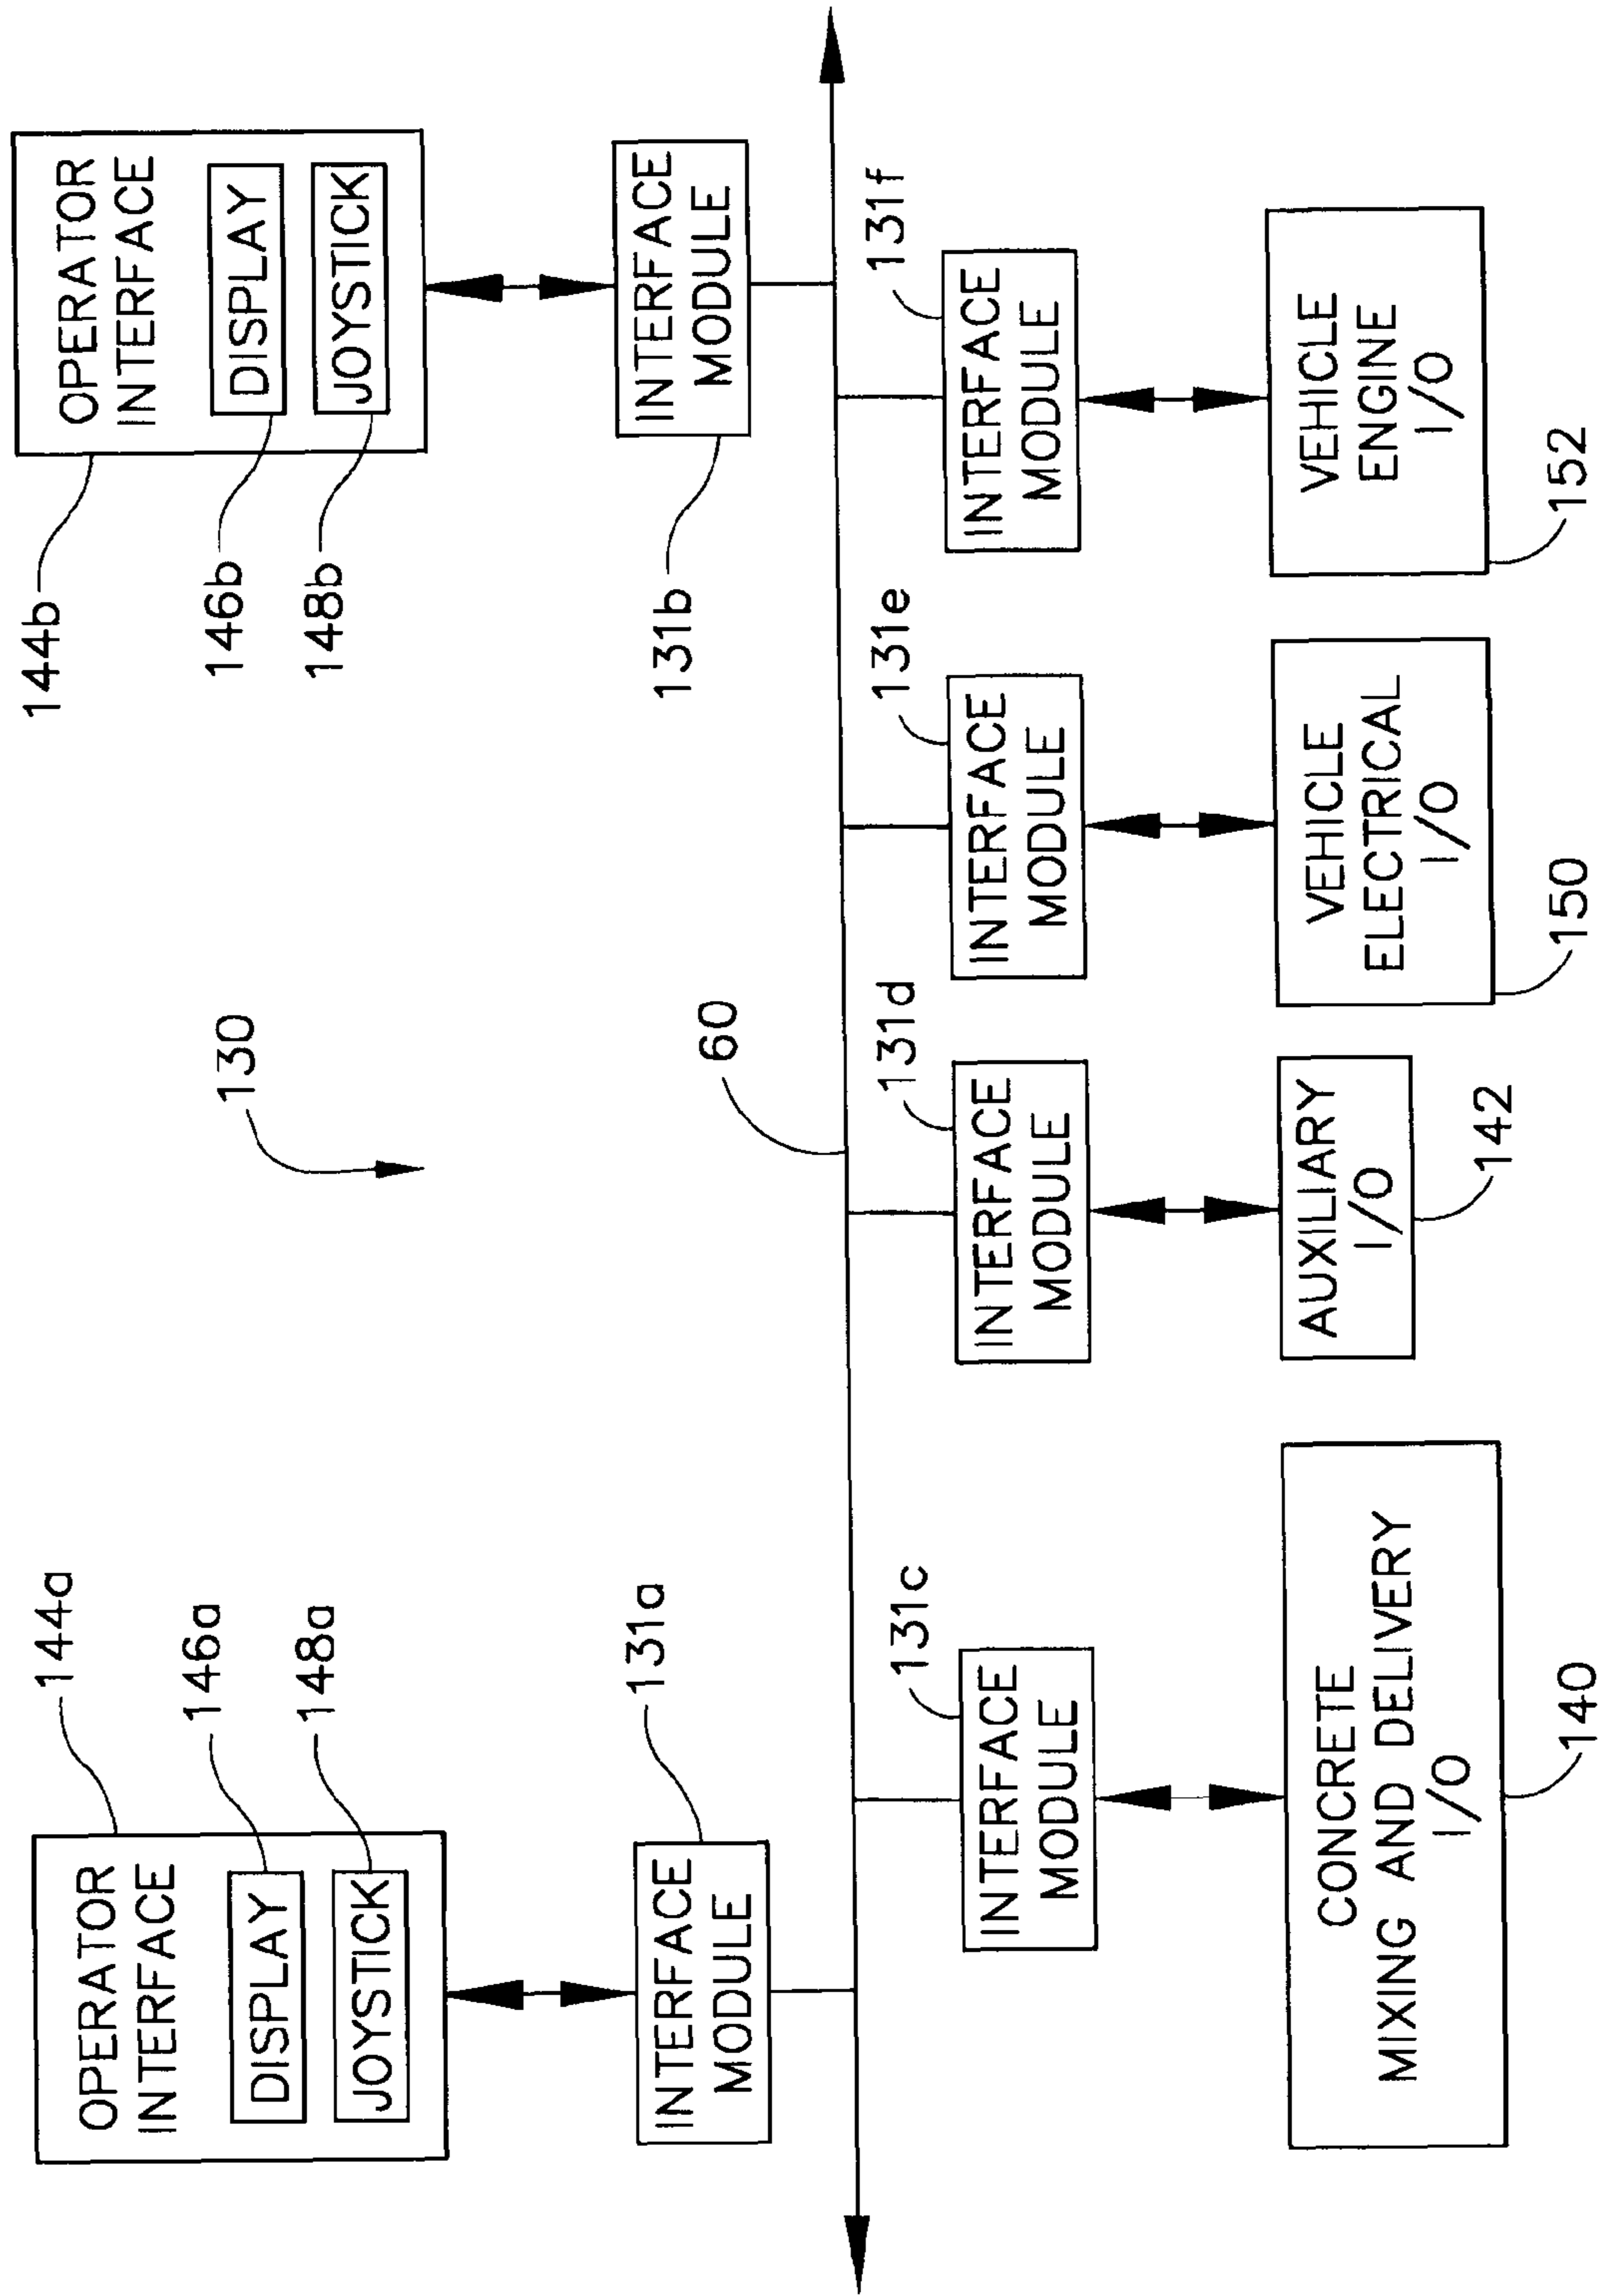 144a
OPERATOR
INTERFACE
DISPLAY
146a
JOYSTICK
148a
INTERFACE
MODULE
131a
130
60
144b
OPERATOR
INTERFACE
DISPLAY
146b
JOYSTICK
148b
INTERFACE
MODULE
131b
131c
INTERFACE
MODULE
CONCRETE
MIXING AND DELIVERY
I/O
140
131d
INTERFACE
MODULE
AUXILIARY
I/O
142
131e
INTERFACE
MODULE
VEHICLE
ELECTRICAL
I/O
150
131f
INTERFACE
MODULE
VEHICLE
ENGINE
I/O
152